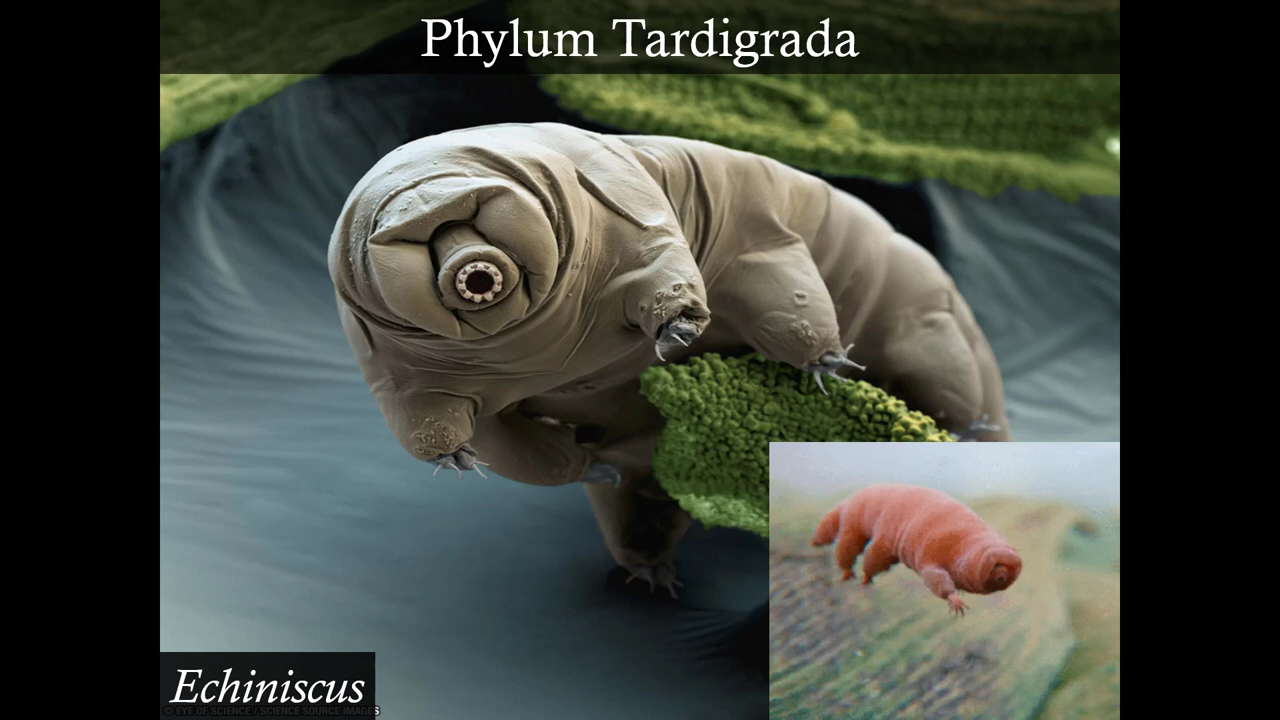 Phylum Tardigrada
Echiniscus
© EYE OF SCIENCE / SCIENCE SOURCE IMAGES